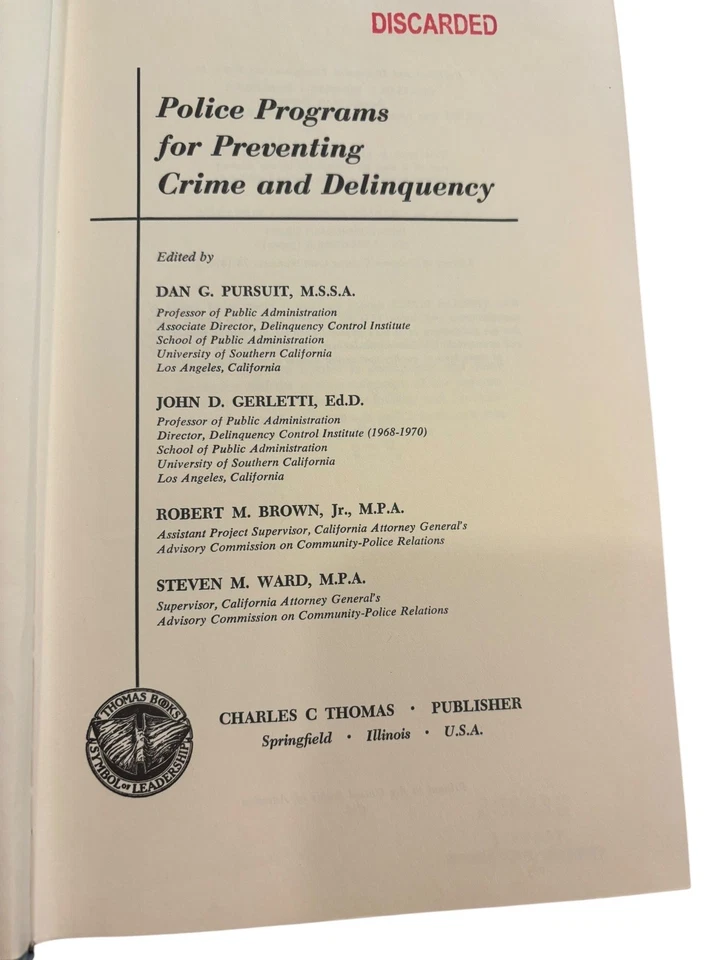 DISCARDED
Police Programs
for Preventing
Crime and Delinquency
Edited by
DAN G. PURSUIT, M.S.S.A.
Professor of Public Administration
Associate Director, Delinquency Control Institute
School of Public Administration
University of Southern California
Los Angeles, California
JOHN D. GERLETTI, Ed.D.
Professor of Public Administration
Director, Delinquency Control Institute (1968-1970)
School of Public Administration
University of Southern California
Los Angeles, California
ROBERT M. BROWN, Jr., M.P.A.
Assistant Project Supervisor, California Attorney General's
Advisory Commission on Community-Police Relations
STEVEN M. WARD, M.P.A.
Supervisor, California Attorney General's
Advisory Commission on Community-Police Relations
THOMAS BOOKS
SYMBOL OF LEADERSHIP
CHARLES C THOMAS · PUBLISHER
Springfield · Illinois · U.S.A.